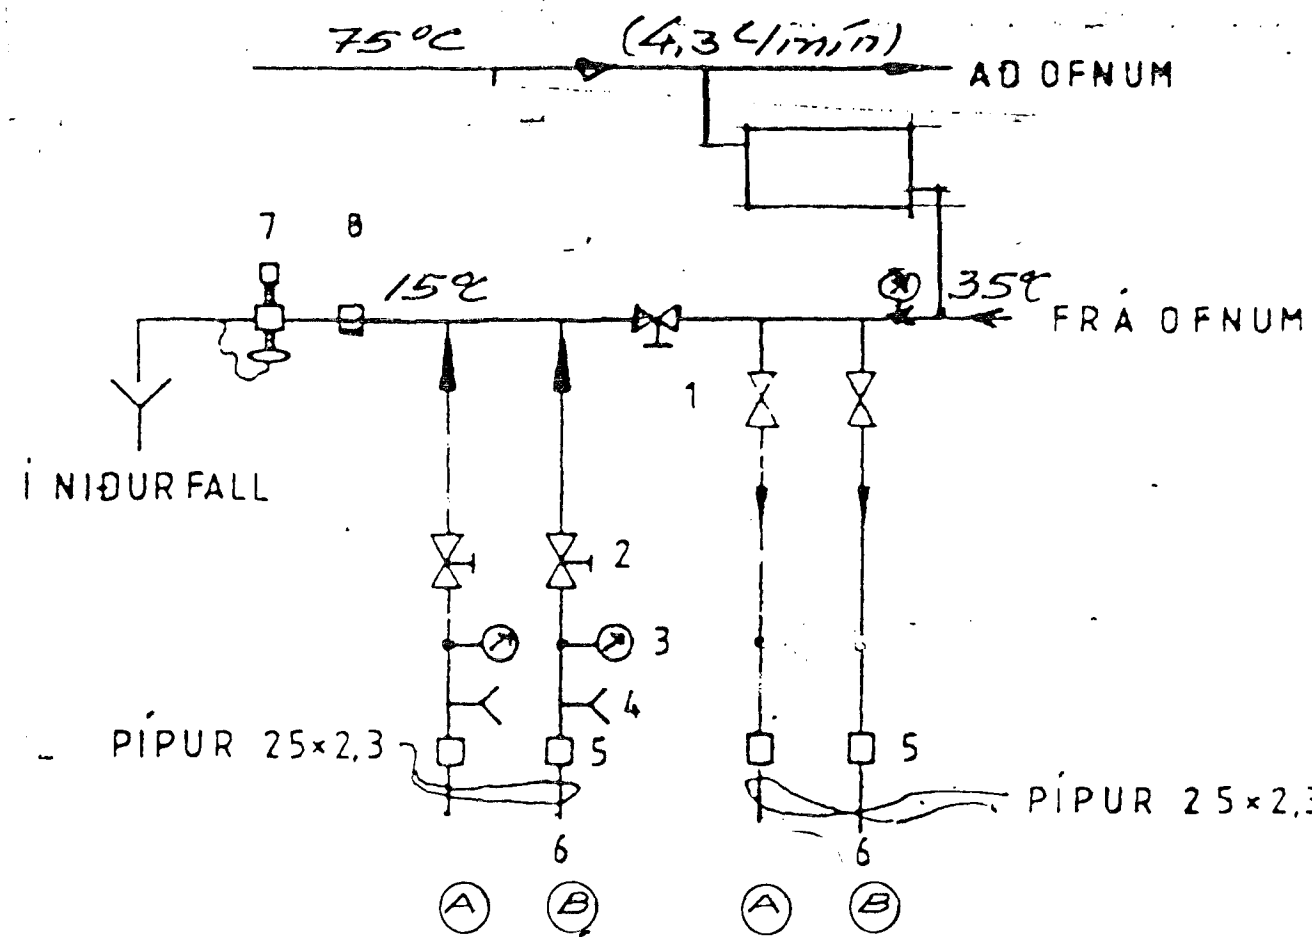 75°C (4,3 L/mín)
AÐ OFNUM
7 8
15°C
35°C
FRÁ OFNUM
1
Í NIÐURFALL
2
3
4
PÍPUR 25×2,3
5
5
PÍPUR 25×2,3
6
6
A B A B